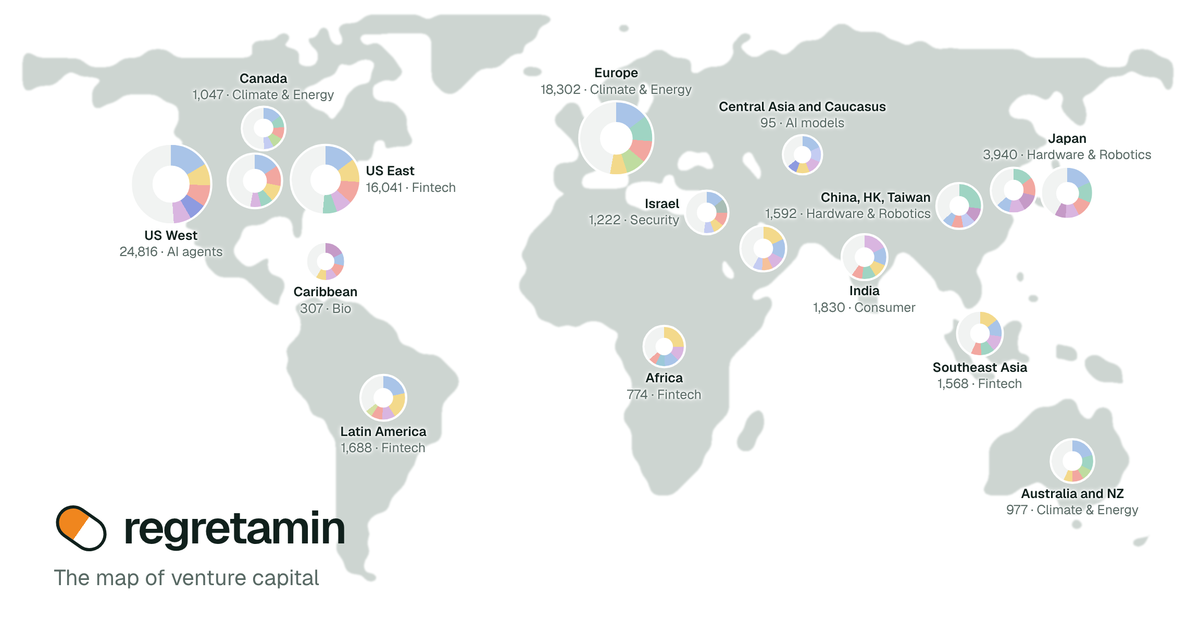 Canada
1,047 · Climate & Energy
Europe
18,302 · Climate & Energy
Central Asia and Caucasus
95 · AI models
Japan
3,940 · Hardware & Robotics
US East
16,041 · Fintech
Israel
1,222 · Security
China, HK, Taiwan
1,592 · Hardware & Robotics
US West
24,816 · AI agents
Caribbean
307 · Bio
India
1,830 · Consumer
Africa
774 · Fintech
Southeast Asia
1,568 · Fintech
Latin America
1,688 · Fintech
Australia and NZ
977 · Climate & Energy
regretamin
The map of venture capital